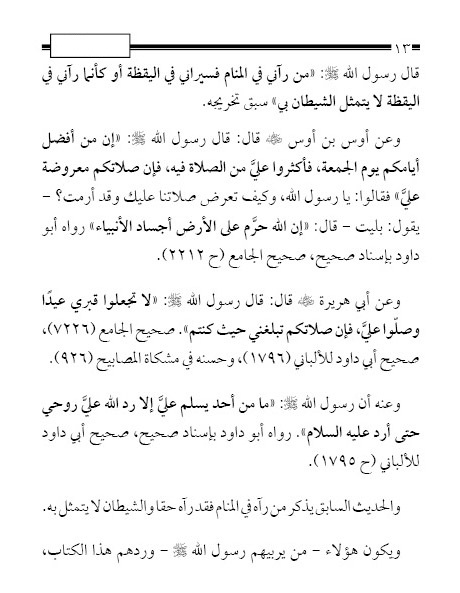 ١٣
قال رسول الله ﷺ: «من رآني في المنام فسيراني في اليقظة أو كأنما رآني في
اليقظة لا يتمثل الشيطان بي» سبق تخريجه.
وعن أوس بن أوس ﷺ قال: قال رسول الله ﷺ: «إن من أفضل
أيامكم يوم الجمعة، فأكثروا عليَّ من الصلاة فيه، فإن صلاتكم معروضة
عليَّ» فقالوا: يا رسول الله، وكيف تعرض صلاتنا عليك وقد أرمت؟ –
يقول: بليت – قال: «إن الله حرَّم على الأرض أجساد الأنبياء» رواه أبو
داود بإسناد صحيح، صحيح الجامع (ح ٢٢١٢).
وعن أبي هريرة قال: قال رسول الله ﷺ: «لا تجعلوا قبري عيدًا
وصلّوا عليَّ، فإن صلاتكم تبلغني حيث كنتم». صحيح الجامع (٧٢٢٦)،
صحيح أبي داود للألباني (١٧٩٦)، وحسنه في مشكاة المصابيح (٩٢٦).
وعنه أن رسول الله ﷺ: «ما من أحد يسلم عليَّ إلا رد الله عليَّ روحي
حتى أرد عليه السلام». رواه أبو داود بإسناد صحيح، صحيح أبي داود
للألباني (ح ١٧٩٥).
والحديث السابق يذكر من رآه في المنام فقد رآه حقا والشيطان لا يتمثل به.
ويكون هؤلاء – من يربيهم رسول الله ﷺ – وردهم هذا الكتاب،